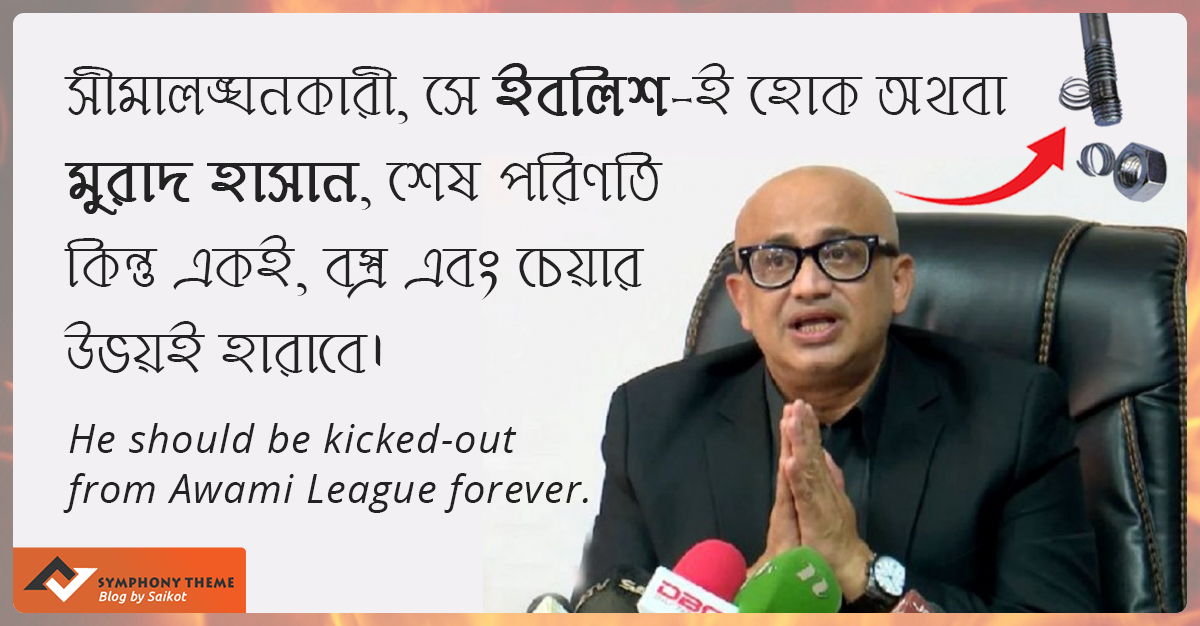 সীমালঙ্ঘনকারী, সে ইবলিশ-ই হোক অথবা
মুরাদ হাসান, শেষ পরিণতি
কিন্তু একই, বস্ত্র এবং চেয়ার
উভয়ই হারাবে।
He should be kicked-out
from Awami League forever.
SYMPHONY THEME
Blog by Saikot